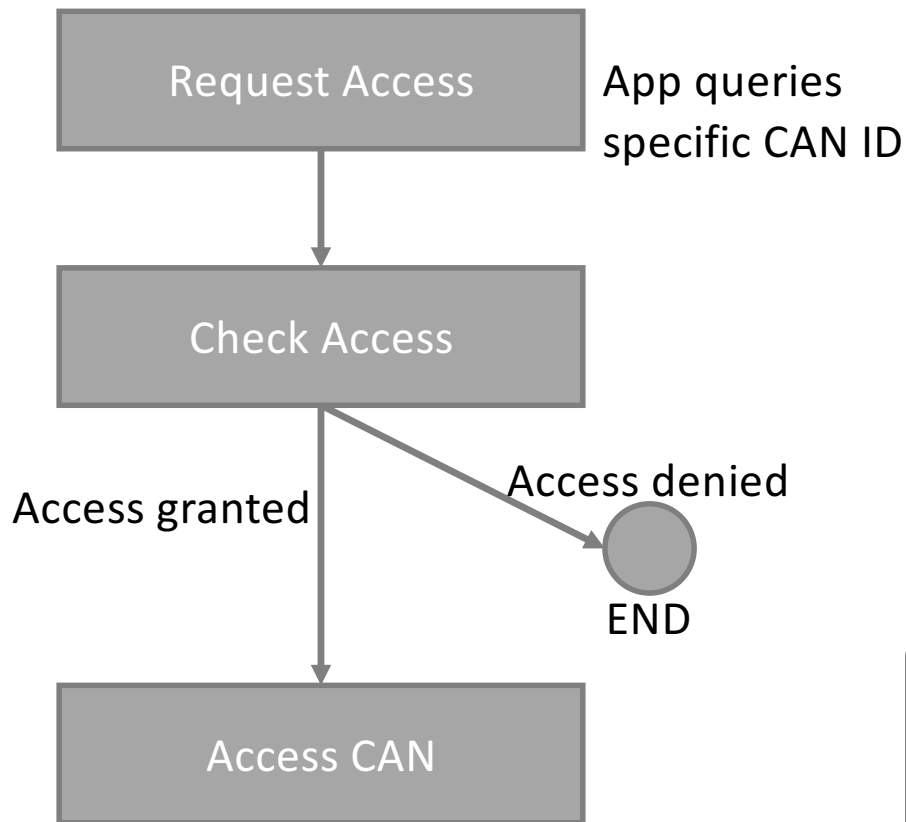 Request Access
App queries
specific CAN ID
Check Access
Access denied
Access granted
END
Access CAN